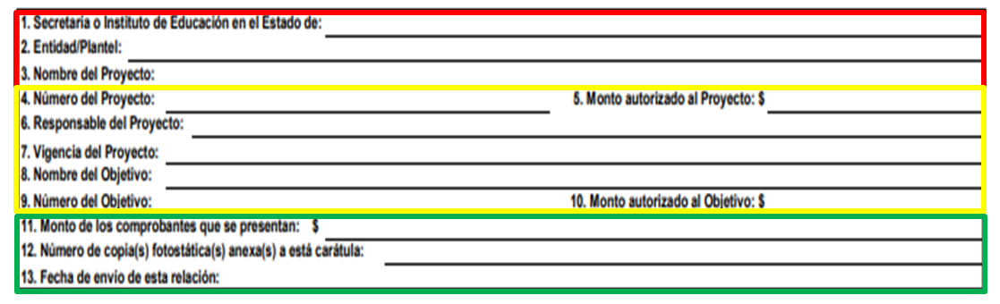 1. Secretaría o Instituto de Educación en el Estado de:
2. Entidad/Plantel:
3. Nombre del Proyecto:
4. Número del Proyecto: 5. Monto autorizado al Proyecto: $
6. Responsable del Proyecto:
7. Vigencia del Proyecto:
8. Nombre del Objetivo:
9. Número del Objetivo: 10. Monto autorizado al Objetivo: $
11. Monto de los comprobantes que se presentan: $
12. Número de copia(s) fotostática(s) anexa(s) a está carátula:
13. Fecha de envío de esta relación: